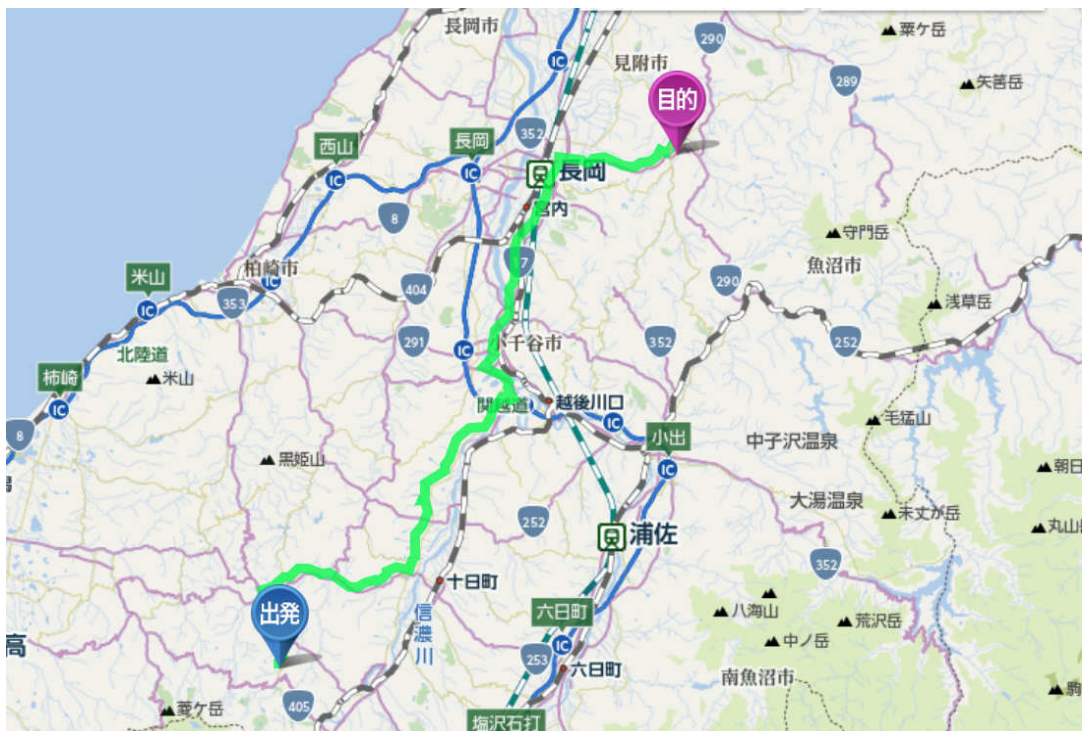 長岡市
290
粟ケ岳
見附市
矢筈岳
289
IC
目的
352
長岡
西山
IC
長岡
IC
宮内
8
守門岳
魚沼市
柏崎市
米山
7
IC
404
290
353
浅草岳
IC
291
小千谷市
352
252
北陸道
IC
柿崎
米山
IC
関越道
越後川口
毛猛山
8
IC
小出
中子沢温泉
黒姫山
IC
朝日
大湯温泉
未丈が岳
252
浦佐
丸山
352
十日町
出発
信濃川
六日町
八海山
荒沢岳
中ノ岳
高
IC
253
六日町
南魚沼市
駒
405
菱ケ岳
塩沢石打